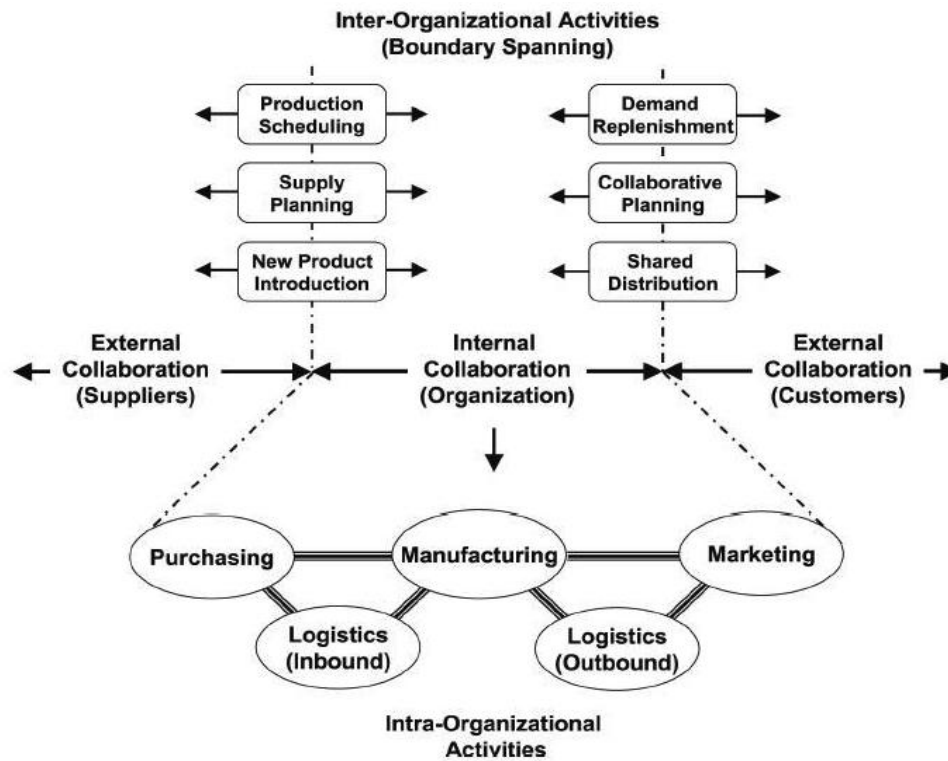 Inter-Organizational Activities
(Boundary Spanning)
Production
Scheduling
Demand
Replenishment
Supply
Planning
Collaborative
Planning
New Product
Introduction
Shared
Distribution
External
Collaboration
(Suppliers)
Internal
Collaboration
(Organization)
External
Collaboration
(Customers)
Purchasing
Manufacturing
Marketing
Logistics
(Inbound)
Logistics
(Outbound)
Intra-Organizational
Activities